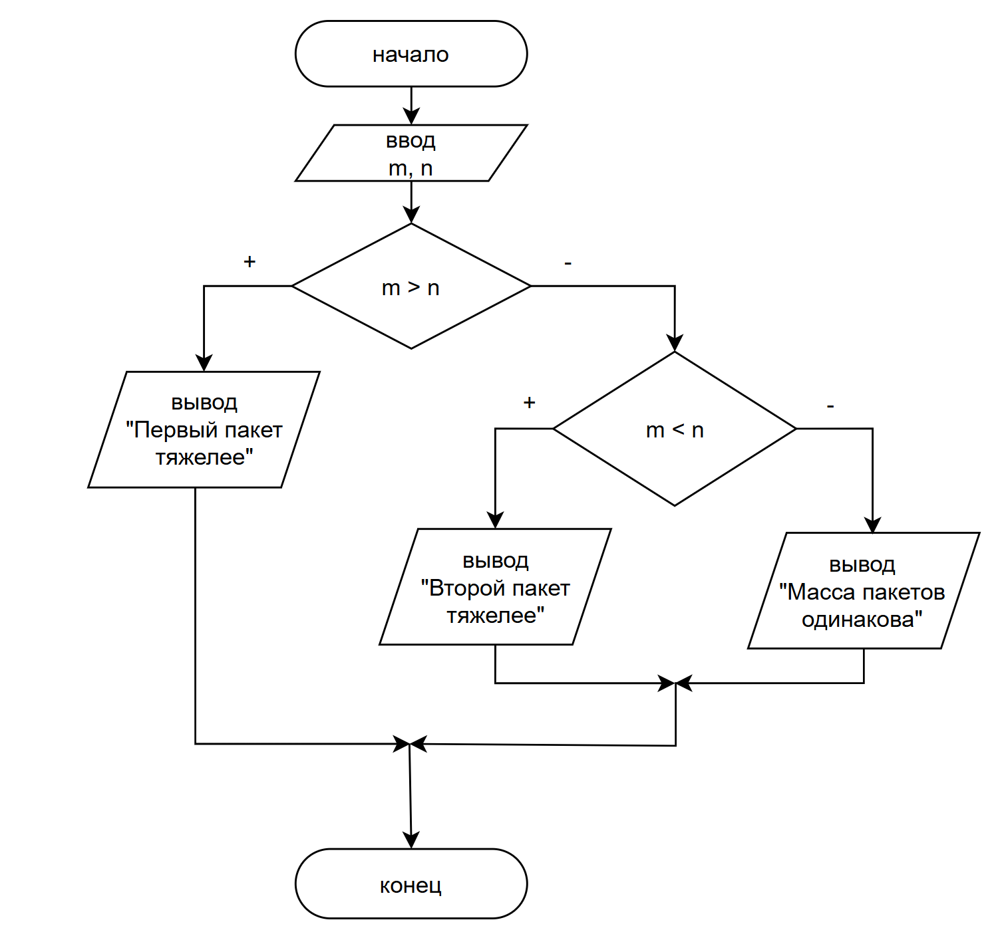 начало
ввод
m, n
+
-
m > n
вывод
"Первый пакет
тяжелее"
+
-
m < n
вывод
"Второй пакет
тяжелее"
вывод
"Масса пакетов
одинакова"
конец